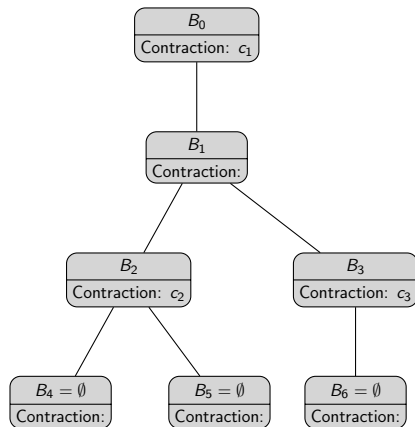 B₀
Contraction: c₁
B₁
Contraction:
B₂
Contraction: c₂
B₃
Contraction: c₃
B₄ = ∅
Contraction:
B₅ = ∅
Contraction:
B₆ = ∅
Contraction: